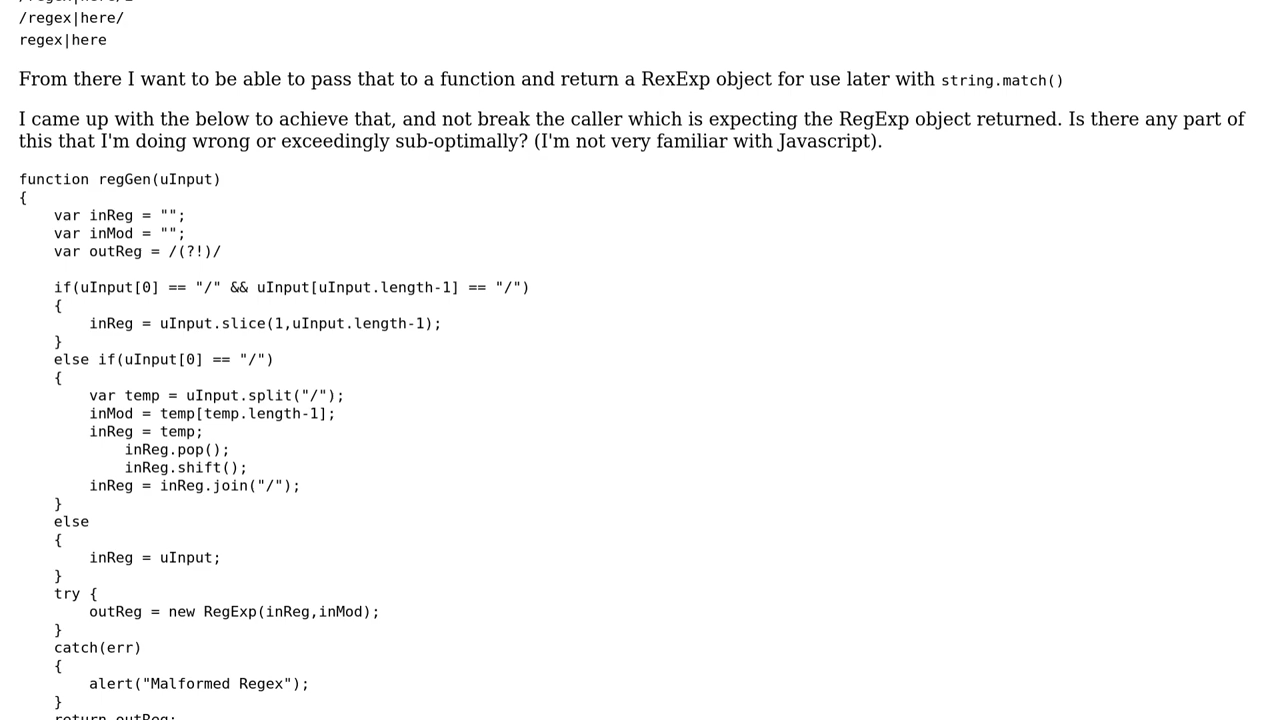 /regex|here/
regex|here
From there I want to be able to pass that to a function and return a RexExp object for use later with string.match()
I came up with the below to achieve that, and not break the caller which is expecting the RegExp object returned. Is there any part of
this that I'm doing wrong or exceedingly sub-optimally? (I'm not very familiar with Javascript).
function regGen(uInput)
{
    var inReg = "";
    var inMod = "";
    var outReg = /(?!)/
    if(uInput[0] == "/" && uInput[uInput.length-1] == "/")
    {
        inReg = uInput.slice(1,uInput.length-1);
    }
    else if(uInput[0] == "/")
    {
        var temp = uInput.split("/");
        inMod = temp[temp.length-1];
        inReg = temp;
            inReg.pop();
            inReg.shift();
        inReg = inReg.join("/");
    }
    else
    {
        inReg = uInput;
    }
    try {
        outReg = new RegExp(inReg,inMod);
    }
    catch(err)
    {
        alert("Malformed Regex");
    }
    return outReg;